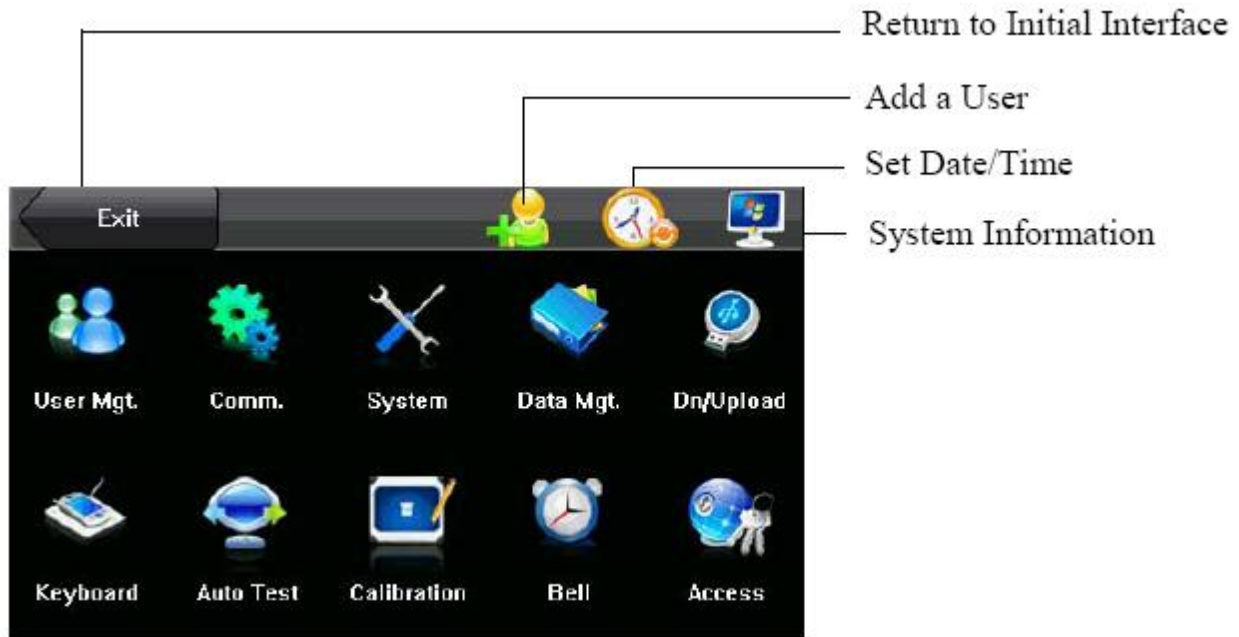 Return to Initial Interface
Add a User
Set Date/Time
System Information
Exit
User Mgt.
Comm.
System
Data Mgt.
Dn/Upload
Keyboard
Auto Test
Calibration
Bell
Access